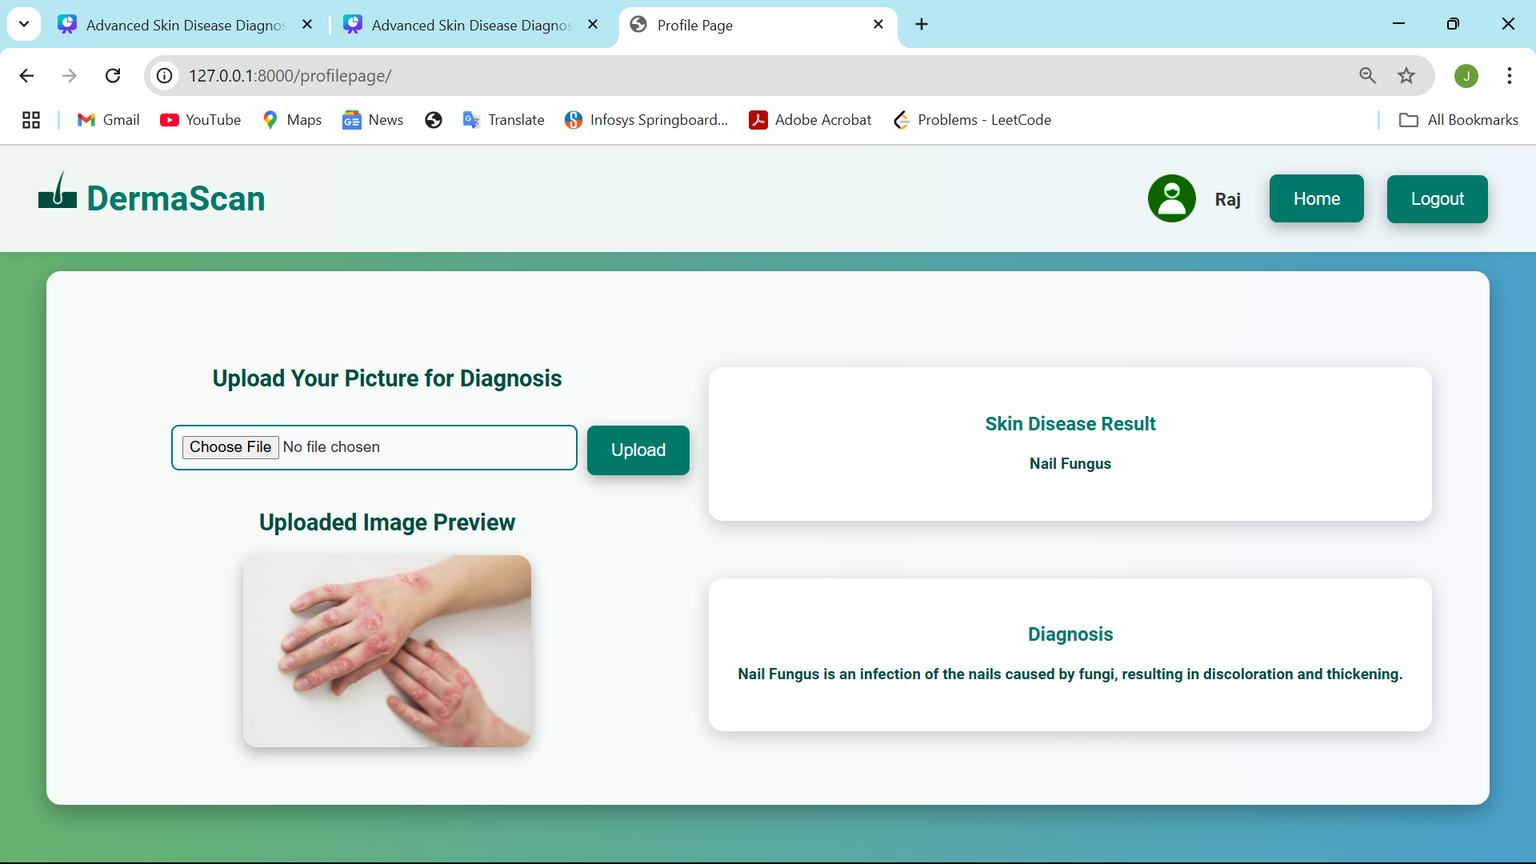 Advanced Skin Disease Diagnos
Advanced Skin Disease Diagnos
Profile Page
127.0.0.1:8000/profilepage/
J
Gmail
YouTube
Maps
News
Translate
Infosys Springboard...
Adobe Acrobat
Problems - LeetCode
All Bookmarks
DermaScan
Raj
Home
Logout
Upload Your Picture for Diagnosis
Choose File No file chosen
Upload
Uploaded Image Preview
Skin Disease Result
Nail Fungus
Diagnosis
Nail Fungus is an infection of the nails caused by fungi, resulting in discoloration and thickening.